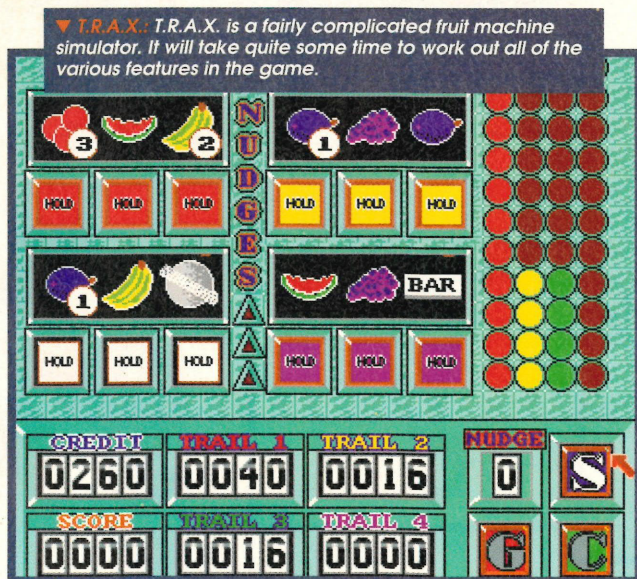 ▼ T.R.A.X.: T.R.A.X. is a fairly complicated fruit machine
simulator. It will take quite some time to work out all of the
various features in the game.
3 2 1
NUDGES
HOLD HOLD HOLD HOLD HOLD HOLD
1 BAR
HOLD HOLD HOLD HOLD HOLD HOLD
CREDIT TRAIL 1 TRAIL 2 NUDGE
0260 0040 0016 0 S
SCORE TRAIL 3 TRAIL 4
0000 0016 0000 G C